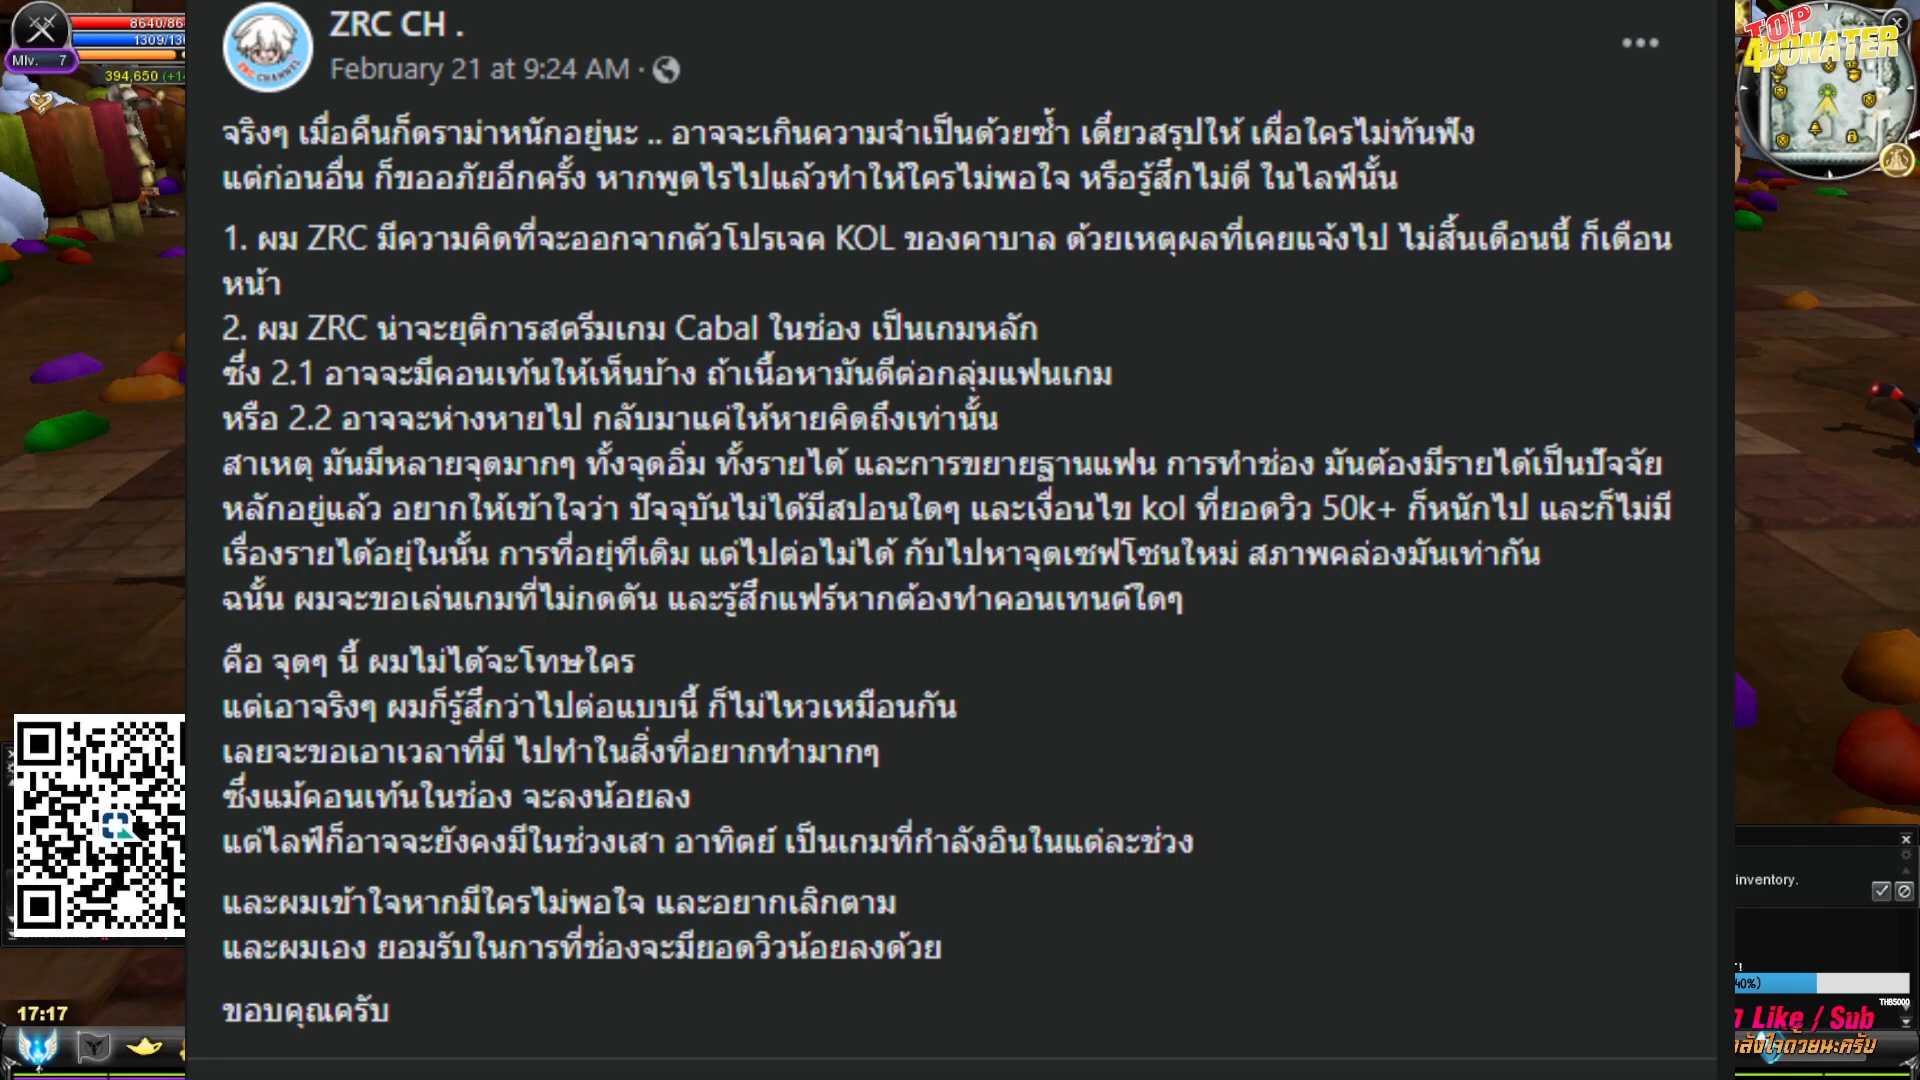 ZRC CH .
February 21 at 9:24 AM ·
จริงๆ เมื่อคืนก็ดราม่าหนักอยู่นะ .. อาจจะเกินความจำเป็นด้วยซ้ำ เดี๋ยวสรุปให้ เผื่อใครไม่ทันฟัง
แต่ก่อนอื่น ก็ขออภัยอีกครั้ง หากพูดไรไปแล้วทำให้ใครไม่พอใจ หรือรู้สึกไม่ดี ในไลฟ์นั้น
1. ผม ZRC มีความคิดที่จะออกจากตัวโปรเจค KOL ของคาบาล ด้วยเหตุผลที่เคยแจ้งไป ไม่สิ้นเดือนนี้ ก็เดือน
หน้า
2. ผม ZRC น่าจะยุติการสตรีมเกม Cabal ในช่อง เป็นเกมหลัก
ซึ่ง 2.1 อาจจะมีคอนเท้นให้เห็นบ้าง ถ้าเนื้อหามันดีต่อกลุ่มแฟนเกม
หรือ 2.2 อาจจะห่างหายไป กลับมาแค่ให้หายคิดถึงเท่านั้น
สาเหตุ มันมีหลายจุดมากๆ ทั้งจุดอิ่ม ทั้งรายได้ และการขยายฐานแฟน การทำช่อง มันต้องมีรายได้เป็นปัจจัย
หลักอยู่แล้ว อยากให้เข้าใจว่า ปัจจุบันไม่ได้มีสปอนใดๆ และเงื่อนไข kol ที่ยอดวิว 50k+ ก็หนักไป และก็ไม่มี
เรื่องรายได้อยุ่ในนั้น การที่อยุ่ทีเดิม แต่ไปต่อไม่ได้ กับไปหาจุดเซฟโซนใหม่ สภาพคล่องมันเท่ากัน
ฉนั้น ผมจะขอเล่นเกมที่ไม่กดดัน และรู้สึกแฟร์หากต้องทำคอนเทนต์ใดๆ
คือ จุดๆ นี้ ผมไม่ได้จะโทษใคร
แต่เอาจริงๆ ผมก็รู้สึกว่าไปต่อแบบนี้ ก็ไม่ไหวเหมือนกัน
เลยจะขอเอาเวลาที่มี ไปทำในสิ่งที่อยากทำมากๆ
ซึ่งแม้คอนเท้นในช่อง จะลงน้อยลง
แต่ไลฟ์ก็อาจจะยังคงมีในช่วงเสา อาทิตย์ เป็นเกมที่กำลังอินในแต่ละช่วง
และผมเข้าใจหากมีใครไม่พอใจ และอยากเลิกตาม
และผมเอง ยอมรับในการที่ช่องจะมียอดวิวน้อยลงด้วย
ขอบคุณครับ
8640/864
1309/130
Mlv. 7
394,650 (+14
17:17
TOP
4DONATER
inventory.
40%)
THB5000
Like / Sub
ลังใจด้วยนะครับ